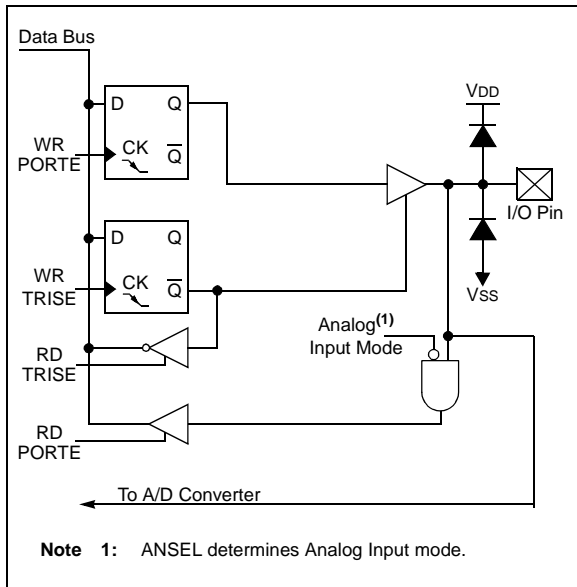 Data Bus
D Q
VDD
WR
PORTE
CK
Q
I/O Pin
D Q
WR
TRISE
CK
Q
VSS
Analog(1)
Input Mode
RD
TRISE
RD
PORTE
To A/D Converter
Note 1: ANSEL determines Analog Input mode.